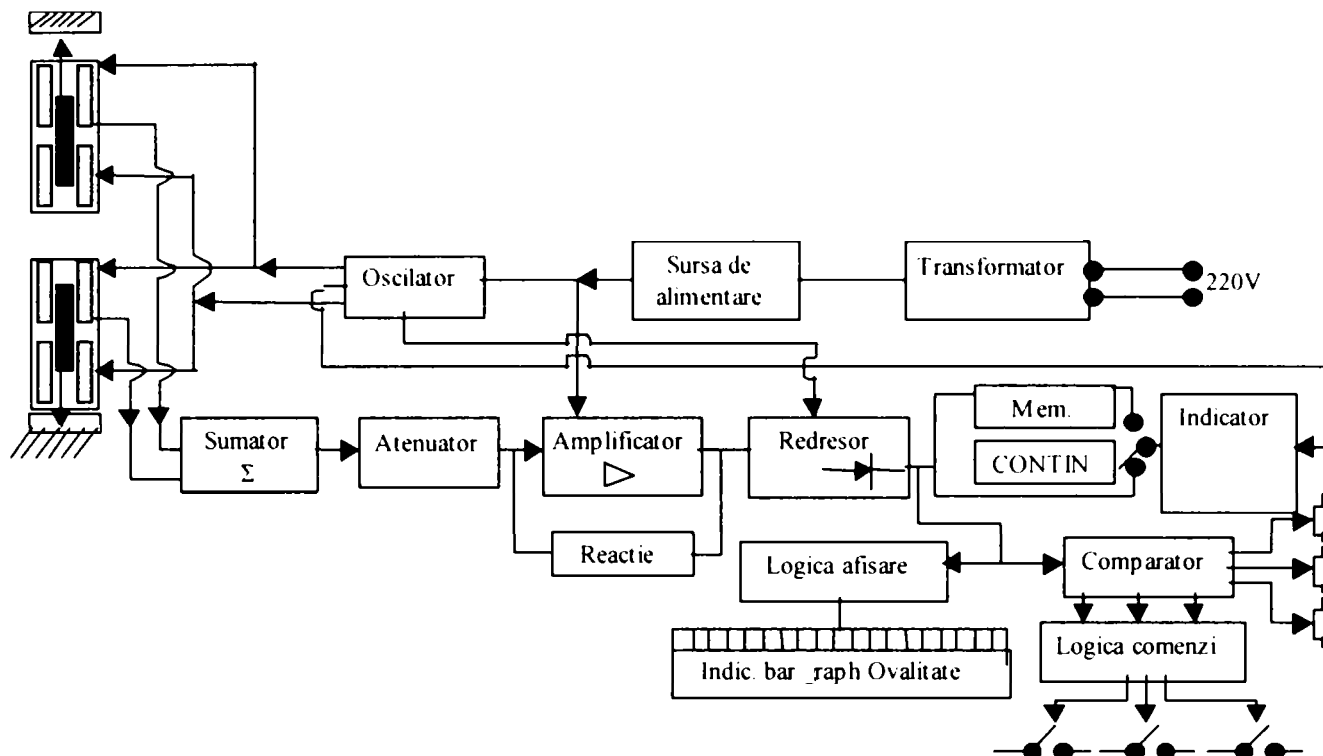 Oscilator
Sursa de
alimentare
Transformator
220V
Sumator
Σ
Atenuator
Amplificator
Redresor
Mem.
CONTIN
Indicator
Reactie
Logica afisare
Comparator
Indic. bar _raph Ovalitate
Logica comenzi